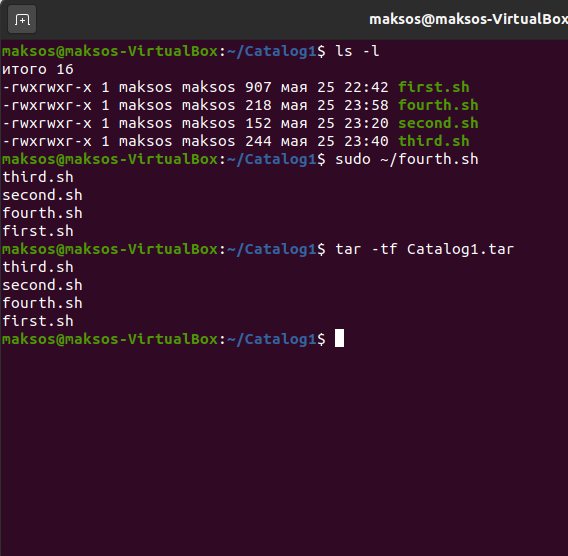 maksos@maksos-VirtualBox
maksos@maksos-VirtualBox:~/Catalog1$ ls -l
итого 16
-rwxrwxr-x 1 maksos maksos 907 мая 25 22:42 first.sh
-rwxrwxr-x 1 maksos maksos 218 мая 25 23:58 fourth.sh
-rwxrwxr-x 1 maksos maksos 152 мая 25 23:20 second.sh
-rwxrwxr-x 1 maksos maksos 244 мая 25 23:40 third.sh
maksos@maksos-VirtualBox:~/Catalog1$ sudo ~/fourth.sh
third.sh
second.sh
fourth.sh
first.sh
maksos@maksos-VirtualBox:~/Catalog1$ tar -tf Catalog1.tar
third.sh
second.sh
fourth.sh
first.sh
maksos@maksos-VirtualBox:~/Catalog1$